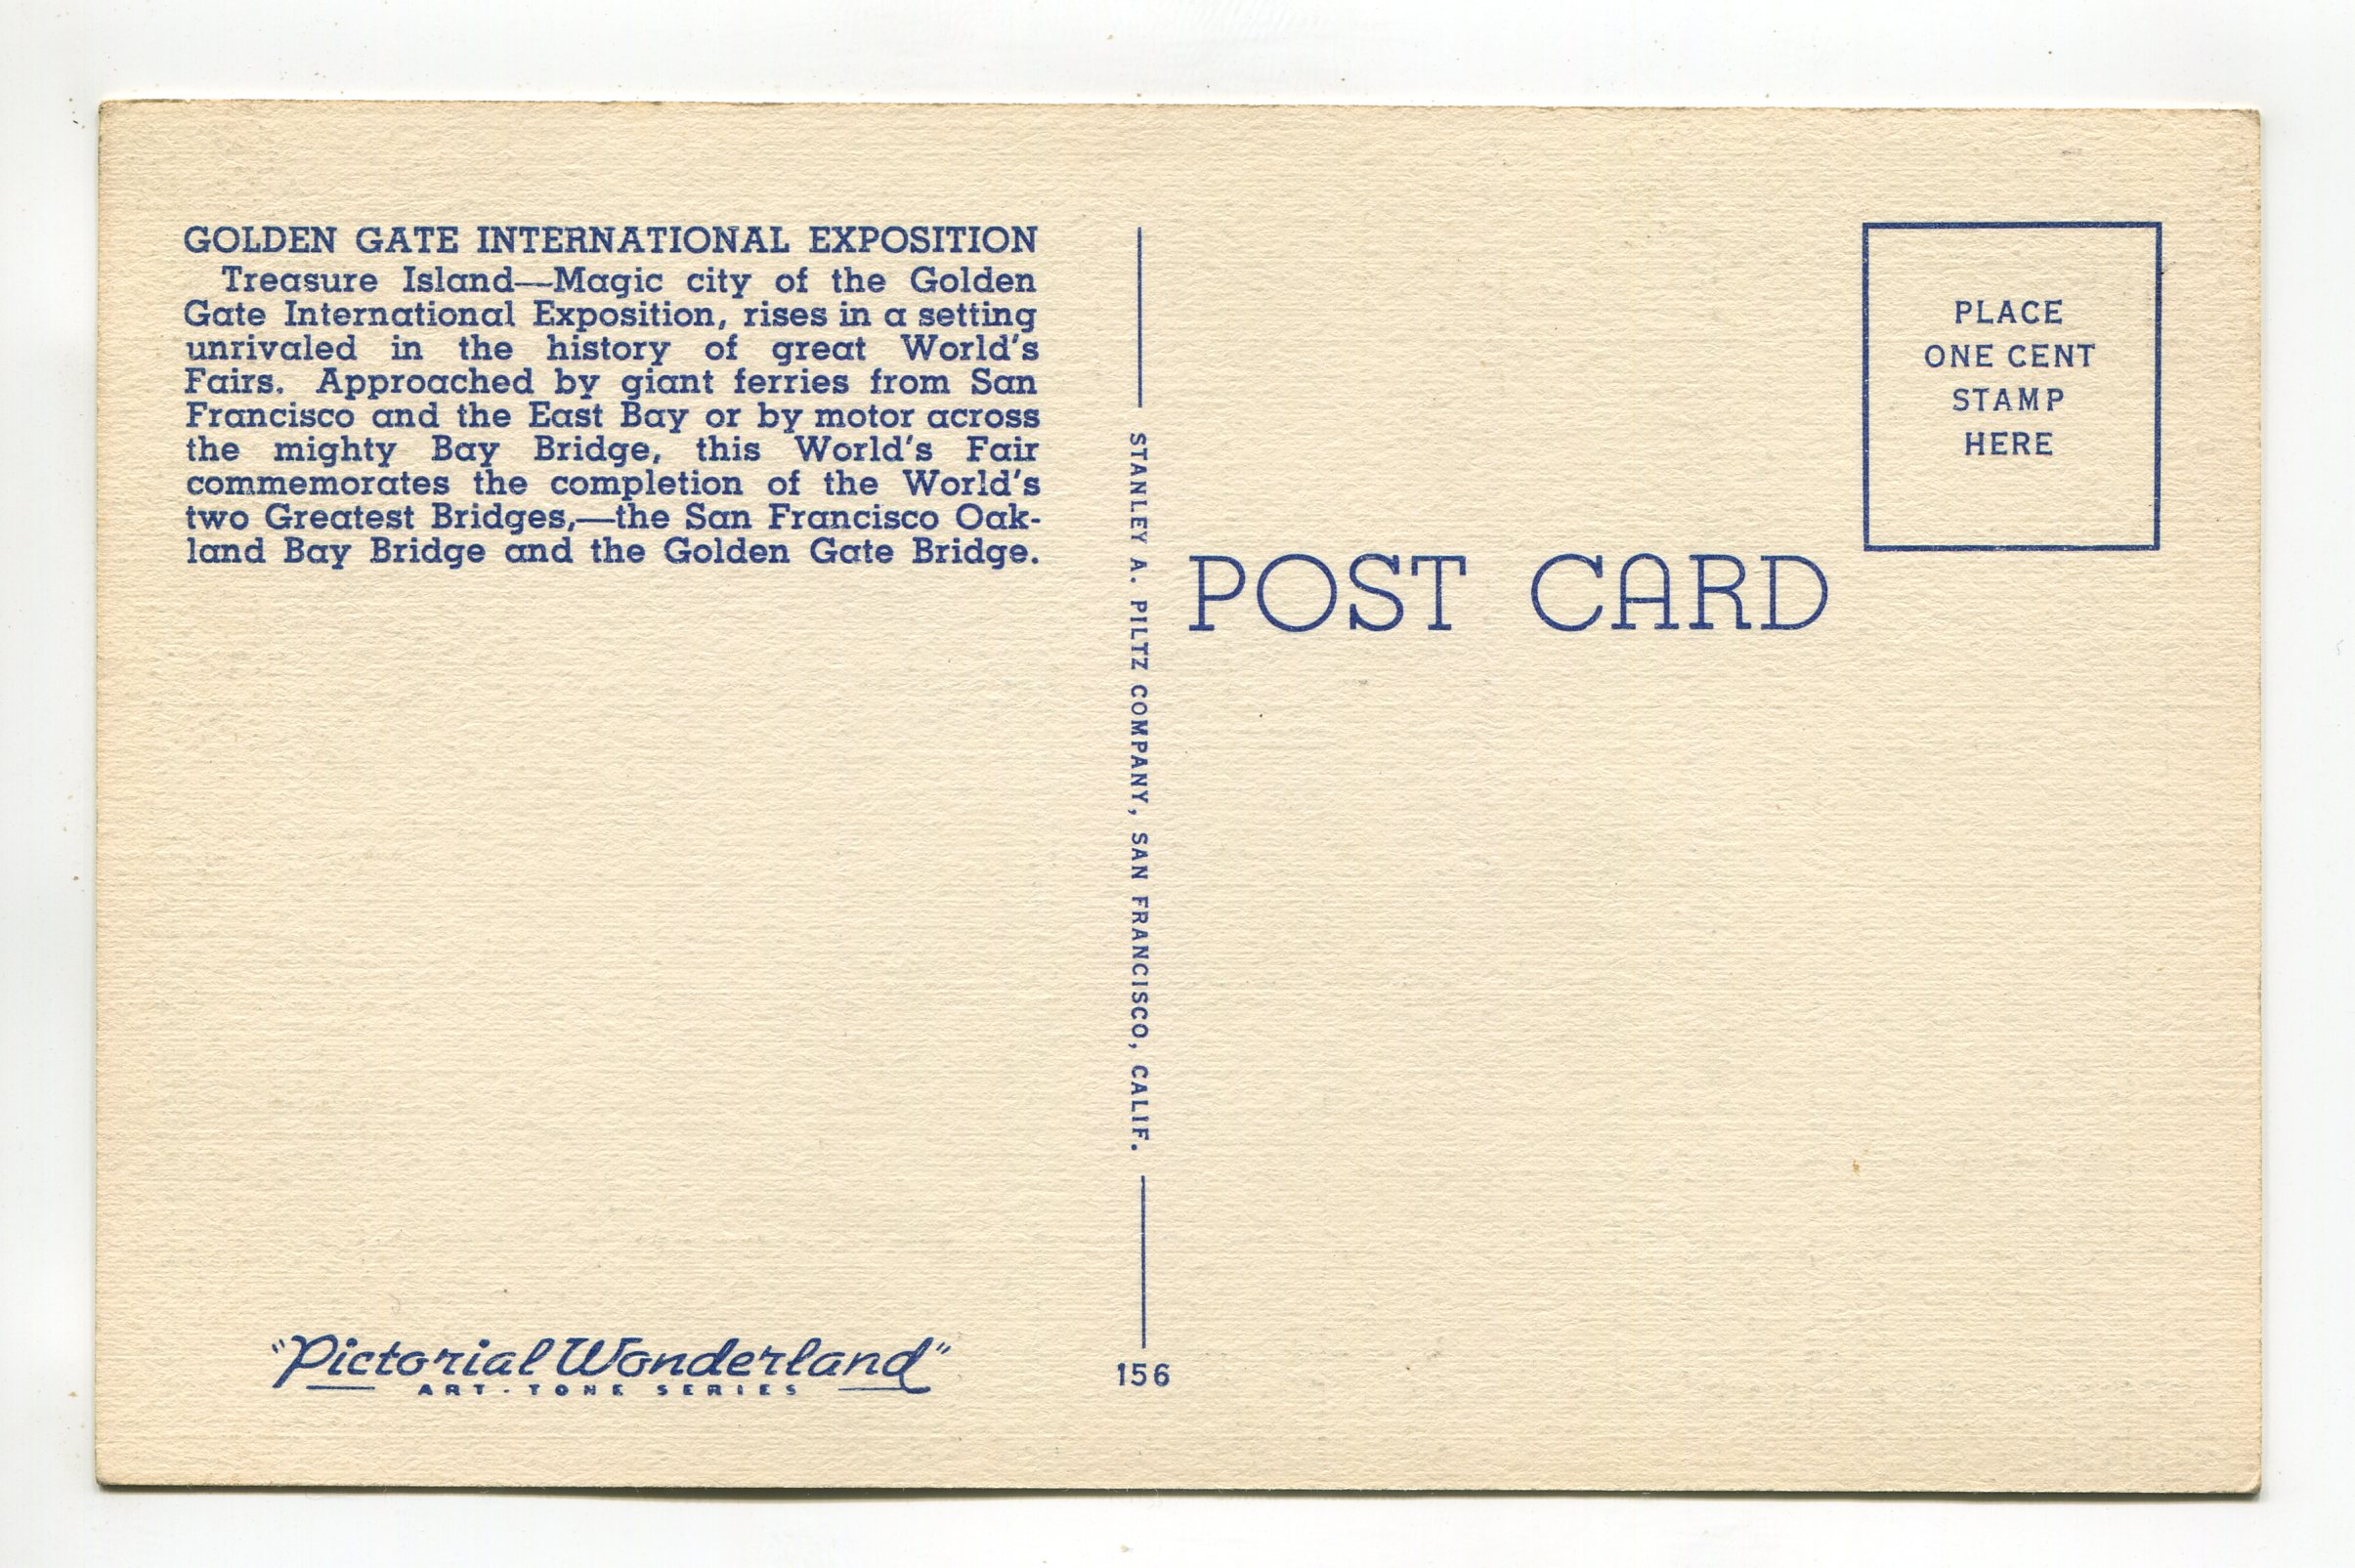 GOLDEN GATE INTERNATIONAL EXPOSITION
Treasure Island—Magic city of the Golden
Gate International Exposition, rises in a setting
unrivaled in the history of great World's
Fairs. Approached by giant ferries from San
Francisco and the East Bay or by motor across
the mighty Bay Bridge, this World's Fair
commemorates the completion of the World's
two Greatest Bridges,—the San Francisco Oak-
land Bay Bridge and the Golden Gate Bridge.
"Pictorial Wonderland"
ART-TONE SERIES
STANLEY A. PILTZ COMPANY, SAN FRANCISCO, CALIF.
156
POST CARD
PLACE
ONE CENT
STAMP
HERE